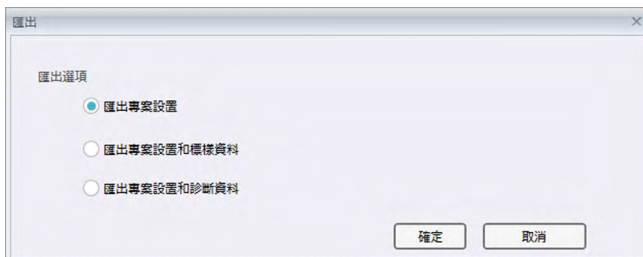 匯出
匯出選項
匯出專案設置
匯出專案設置和標樣資料
匯出專案設置和診斷資料
確定 取消